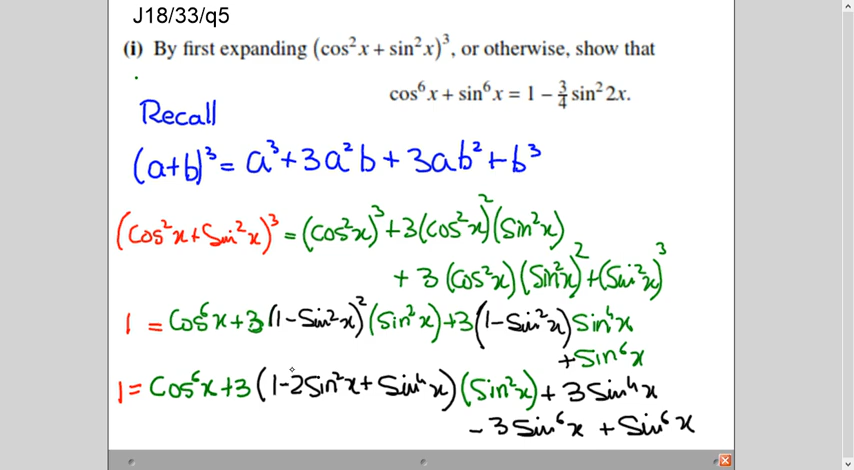 J18/33/q5
(i) By first expanding (cos²x + sin²x)³, or otherwise, show that
cos⁶x + sin⁶x = 1 − ¾ sin²2x.
Recall
(a+b)³ = a³ + 3a²b + 3ab² + b³
(Cos²x + Sin²x)³ = (Cos²x)³ + 3(Cos²x)²(Sin²x)
+ 3(Cos²x)(Sin²x)² + (Sin²x)³
1 = Cos⁶x + 3(1 − Sin²x)²(Sin²x) + 3(1 − Sin²x)Sin⁴x
+ Sin⁶x
1 = Cos⁶x + 3(1 − 2Sin²x + Sin⁴x)(Sin²x) + 3Sin⁴x
− 3Sin⁶x + Sin⁶x